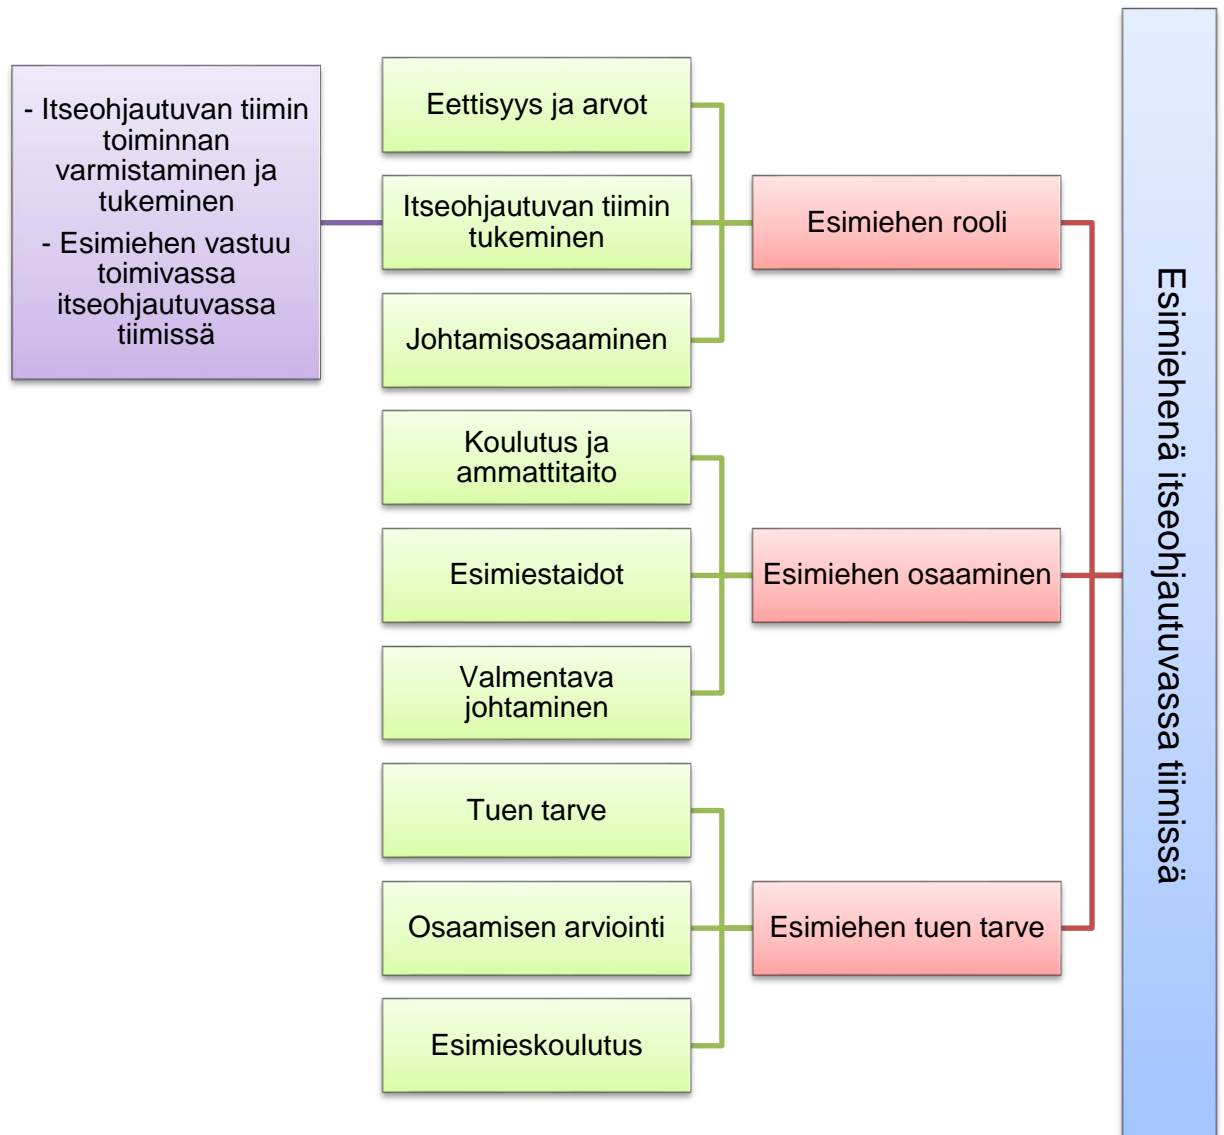 - Itseohjautuvan tiimin
toiminnan
varmistaminen ja
tukeminen
- Esimiehen vastuu
toimivassa
itseohjautuvassa
tiimissä
Eettisyys ja arvot
Itseohjautuvan tiimin
tukeminen
Johtamisosaaminen
Koulutus ja
ammattitaito
Esimiestaidot
Valmentava
johtaminen
Tuen tarve
Osaamisen arviointi
Esimieskoulutus
Esimiehen rooli
Esimiehen osaaminen
Esimiehen tuen tarve
Esimiehenä itseohjautuvassa tiimissä